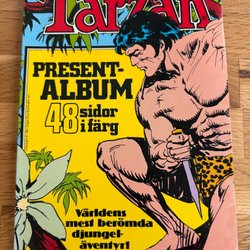 Tarzan
PRESENT-
ALBUM
48 sidor
i färg
Världens
mest berömda
djungel-
äventyr!